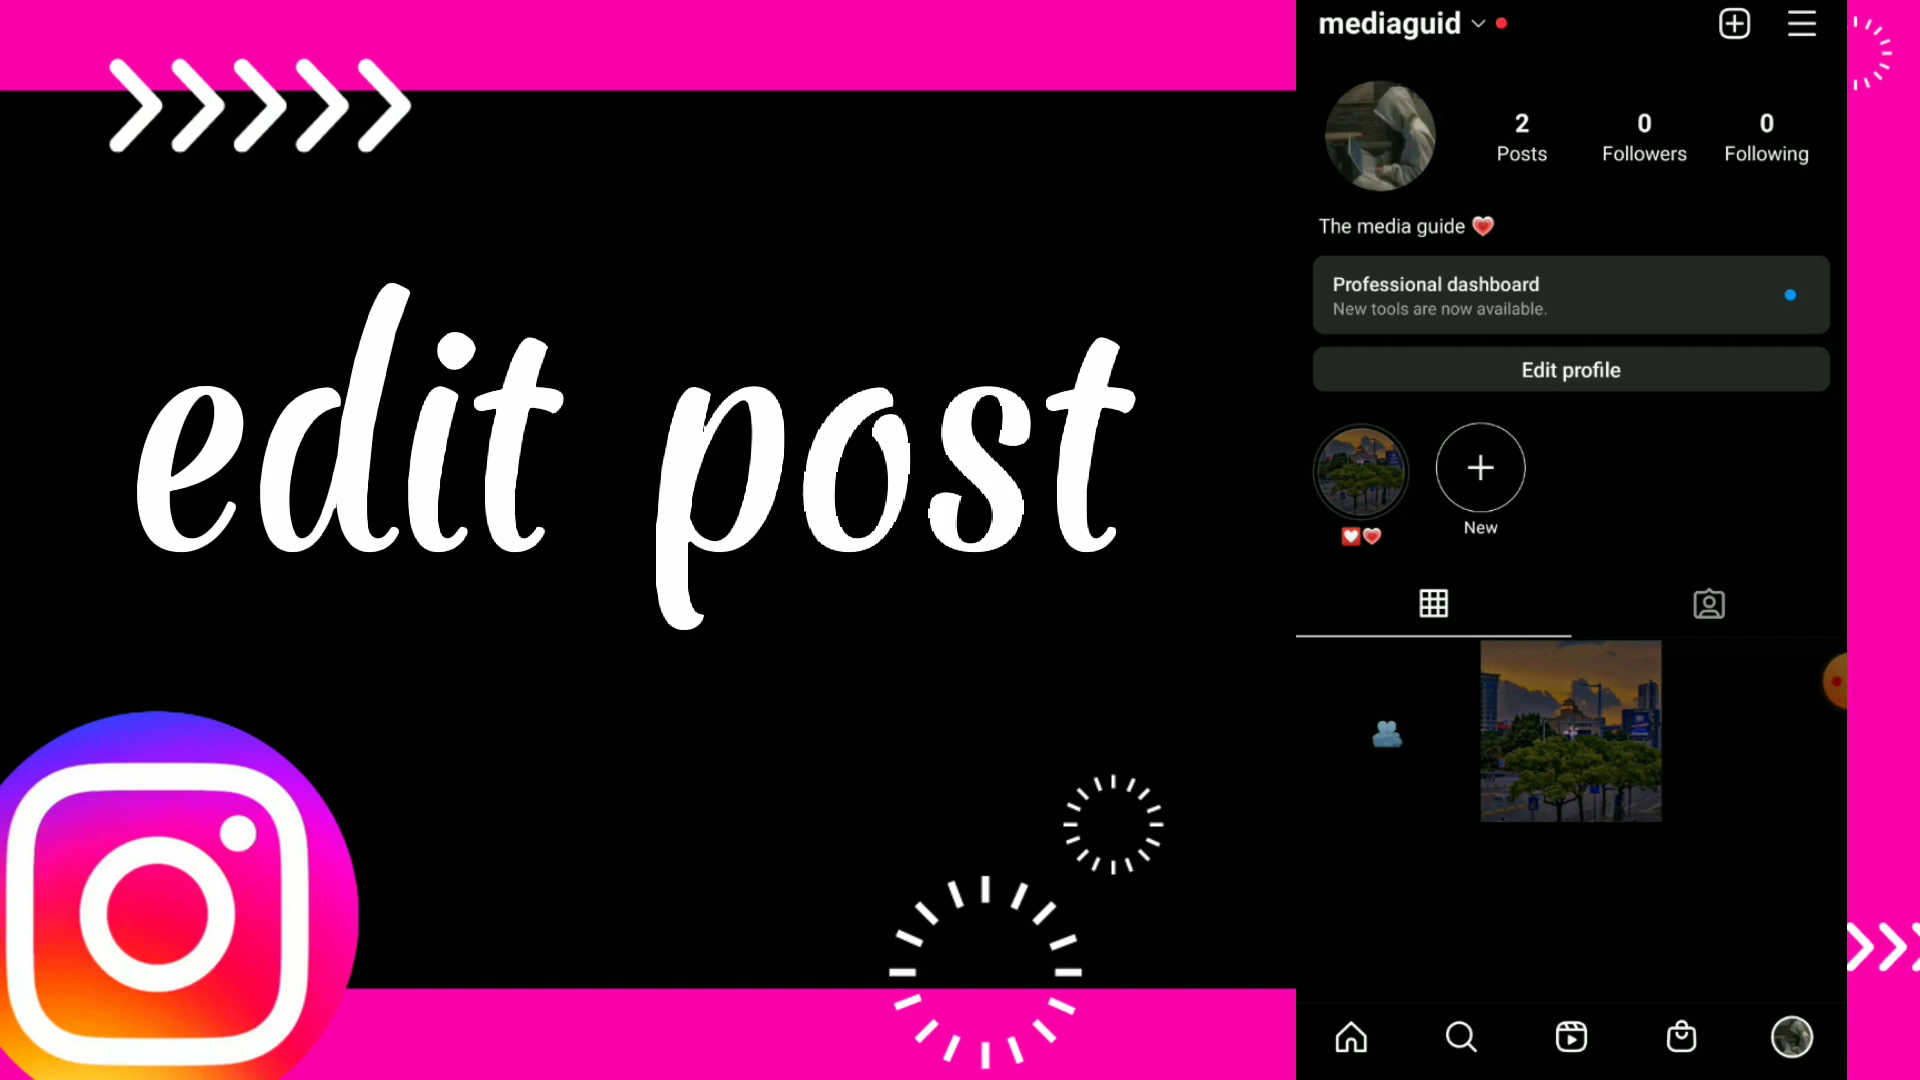 edit post
mediaguid
2
Posts
0
Followers
0
Following
The media guide 💗
Professional dashboard
New tools are now available.
Edit profile
New